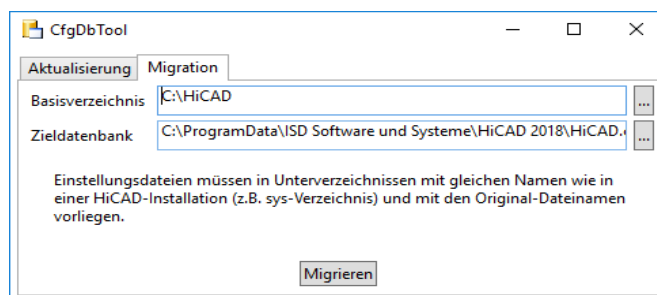 CfgDbTool
Aktualisierung Migration
Basisverzeichnis C:\HiCAD ...
Zieldatenbank C:\ProgramData\ISD Software und Systeme\HiCAD 2018\HiCAD. ...
Einstellungsdateien müssen in Unterverzeichnissen mit gleichen Namen wie in
einer HiCAD-Installation (z.B. sys-Verzeichnis) und mit den Original-Dateinamen
vorliegen.
Migrieren